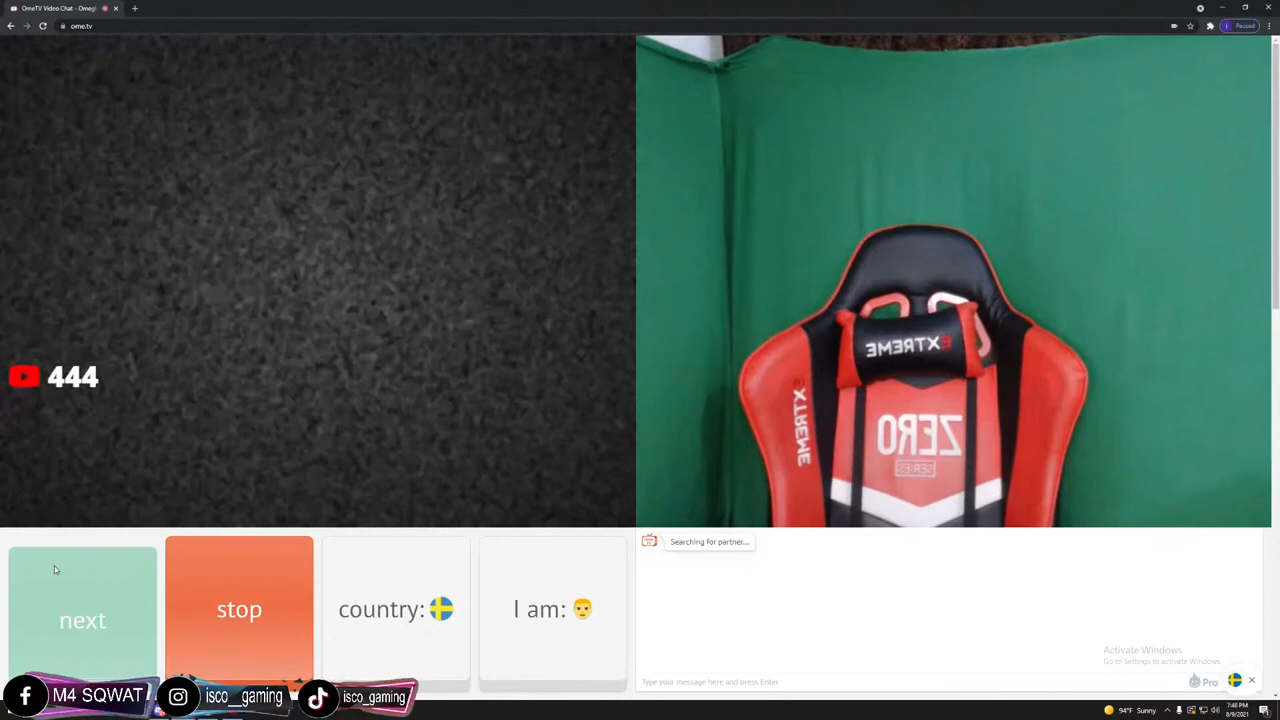 OmeTV Video Chat - Omegl
ome.tv
Paused
444
EXTREME
EXTREME
ZERO
SERIES
next
stop
country:
I am:
Searching for partner...
Activate Windows
Go to Settings to activate Windows.
Type your message here and press Enter
Pro
M4 SQWAT
isco__gaming
isco_gaming
94°F Sunny
7:48 PM
8/9/2021